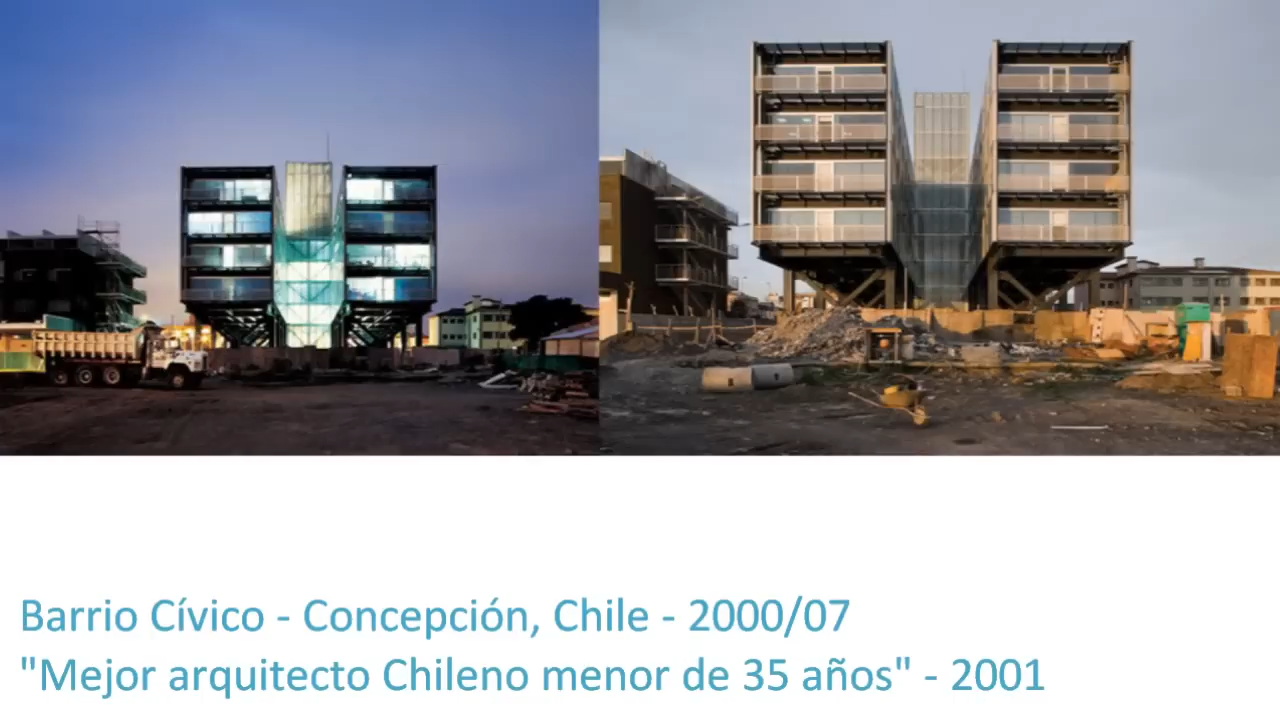 Barrio Cívico - Concepción, Chile - 2000/07
"Mejor arquitecto Chileno menor de 35 años" - 2001